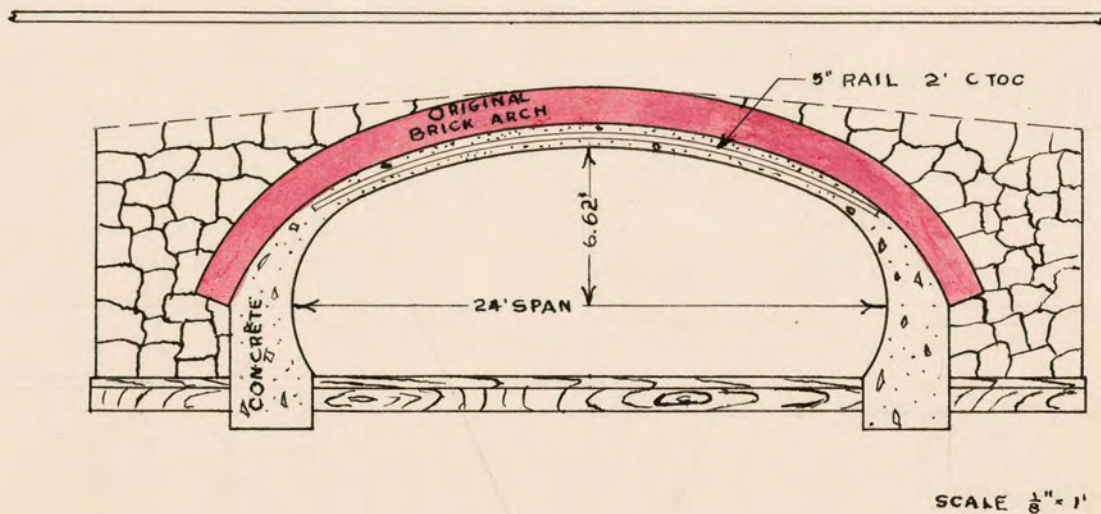 5" RAIL 2' C TO C
ORIGINAL
BRICK ARCH
6.62'
24' SPAN
CONCRETE
SCALE 1/8" = 1'